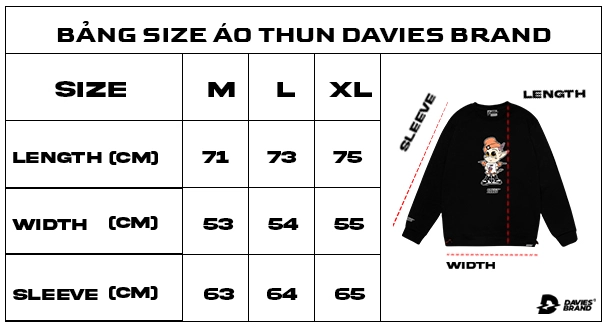 BẢNG SIZE ÁO THUN DAVIES BRAND
SIZE M L XL
LENGTH (CM) 71 73 75
WIDTH (CM) 53 54 55
SLEEVE (CM) 63 64 65
SLEEVE
LENGTH
WIDTH
DAVIES
BRAND